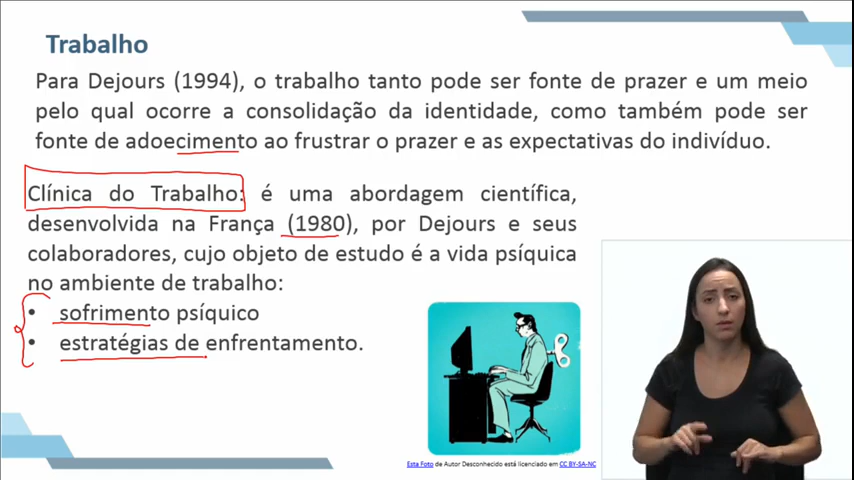 Trabalho
Para Dejours (1994), o trabalho tanto pode ser fonte de prazer e um meio
pelo qual ocorre a consolidação da identidade, como também pode ser
fonte de adoecimento ao frustrar o prazer e as expectativas do indivíduo.
Clínica do Trabalho: é uma abordagem científica,
desenvolvida na França (1980), por Dejours e seus
colaboradores, cujo objeto de estudo é a vida psíquica
no ambiente de trabalho:
• sofrimento psíquico
• estratégias de enfrentamento.
Esta Foto de Autor Desconhecido está licenciado em CC BY-SA-NC